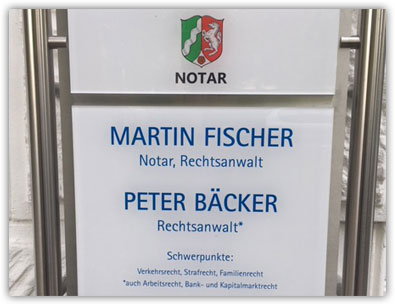 NOTAR
MARTIN FISCHER
Notar, Rechtsanwalt
PETER BÄCKER
Rechtsanwalt*
Schwerpunkte:
Verkehrsrecht, Strafrecht, Familienrecht
*auch Arbeitsrecht, Bank- und Kapitalmarktrecht